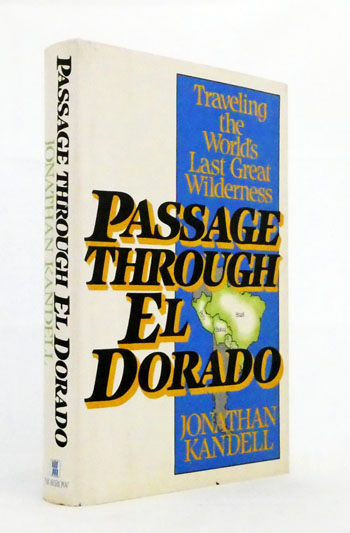 PASSAGE THROUGH EL DORADO
JONATHAN KANDELL
Traveling
the
World's
Last Great
Wilderness
PASSAGE
THROUGH
EL
DORADO
JONATHAN
KANDELL